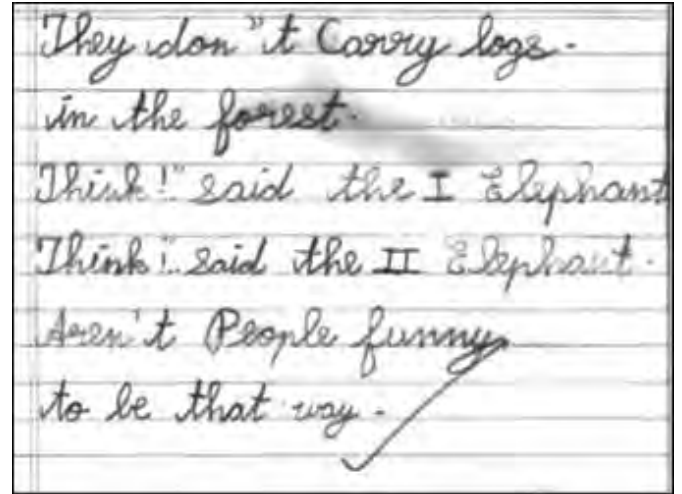 They don"t Carry logs.
in the forest.
Think!" said the I Elephant
Think!" said the II Elephant.
Aren't People funny
to be that way.